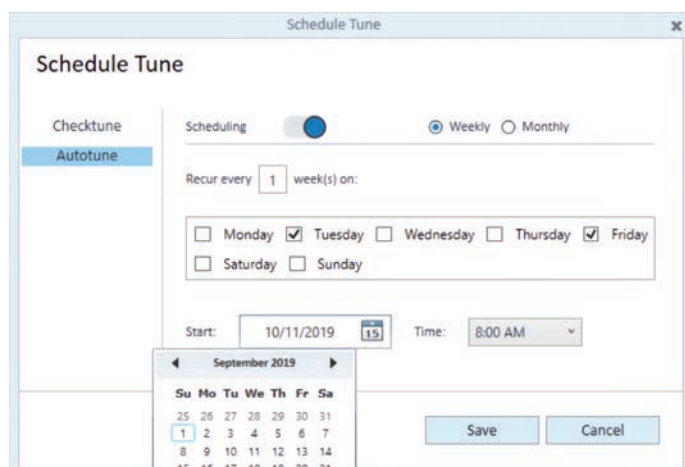 Schedule Tune
Schedule Tune
Checktune
Autotune
Scheduling
Weekly Monthly
Recur every 1 week(s) on:
Monday Tuesday Wednesday Thursday Friday
Saturday Sunday
Start: 10/11/2019 15 Time: 8:00 AM
September 2019
Su Mo Tu We Th Fr Sa
25 26 27 28 29 30 31
1 2 3 4 5 6 7
8 9 10 11 12 13 14
Save Cancel